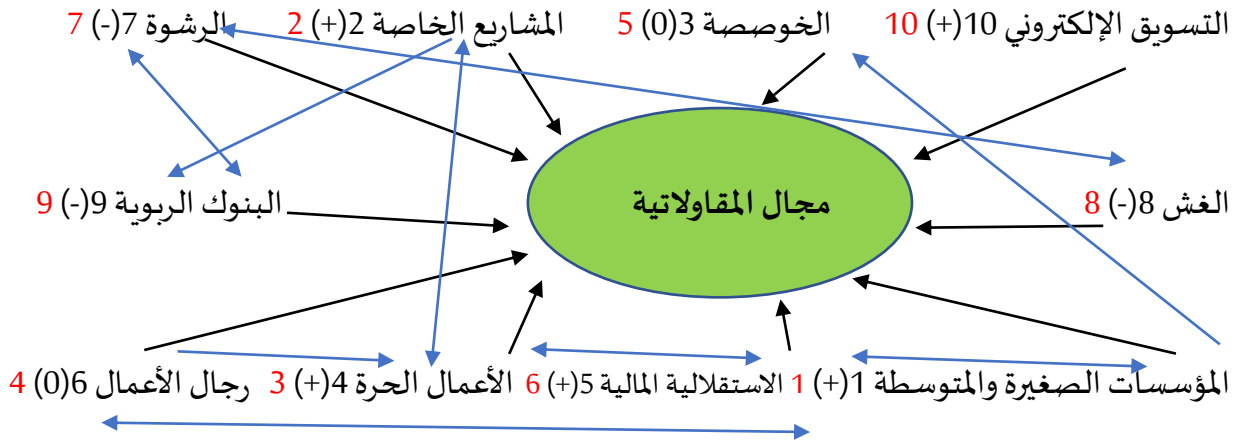 التسويق الإلكتروني 10(+) 10
الخوصصة 3(0) 5
المشاريع الخاصة 2(+) 2
الرشوة 7(-) 7
الغش 8(-) 8
مجال المقاولاتية
البنوك الربوية 9(-) 9
المؤسسات الصغيرة والمتوسطة 1(+) 1
الاستقلالية المالية 5(+) 6
الأعمال الحرة 4(+) 3
رجال الأعمال 6(0) 4